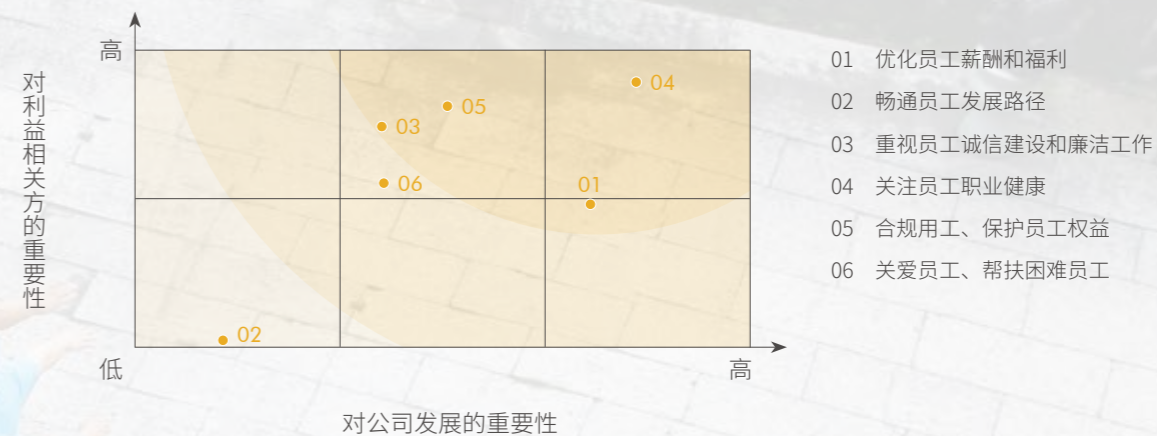 高
对利益相关方的重要性
04
05
03
06
01
02
低
高
对公司发展的重要性
01 优化员工薪酬和福利
02 畅通员工发展路径
03 重视员工诚信建设和廉洁工作
04 关注员工职业健康
05 合规用工、保护员工权益
06 关爱员工、帮扶困难员工